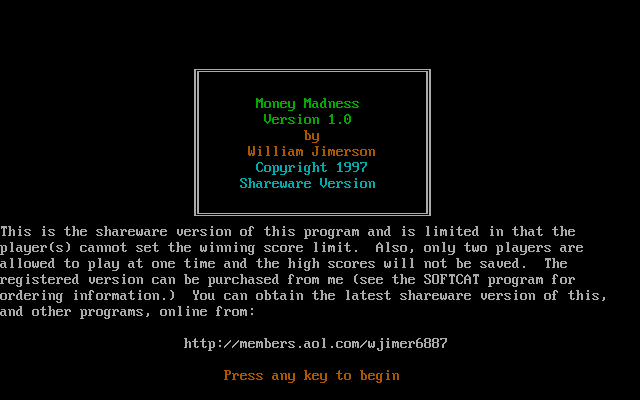 Money Madness
Version 1.0
by
William Jimerson
Copyright 1997
Shareware Version
This is the shareware version of this program and is limited in that the
player(s) cannot set the winning score limit.  Also, only two players are
allowed to play at one time and the high scores will not be saved.  The
registered version can be purchased from me (see the SOFTCAT program for
ordering information.)  You can obtain the latest shareware version of this,
and other programs, online from:
http://members.aol.com/wjimer6887
Press any key to begin